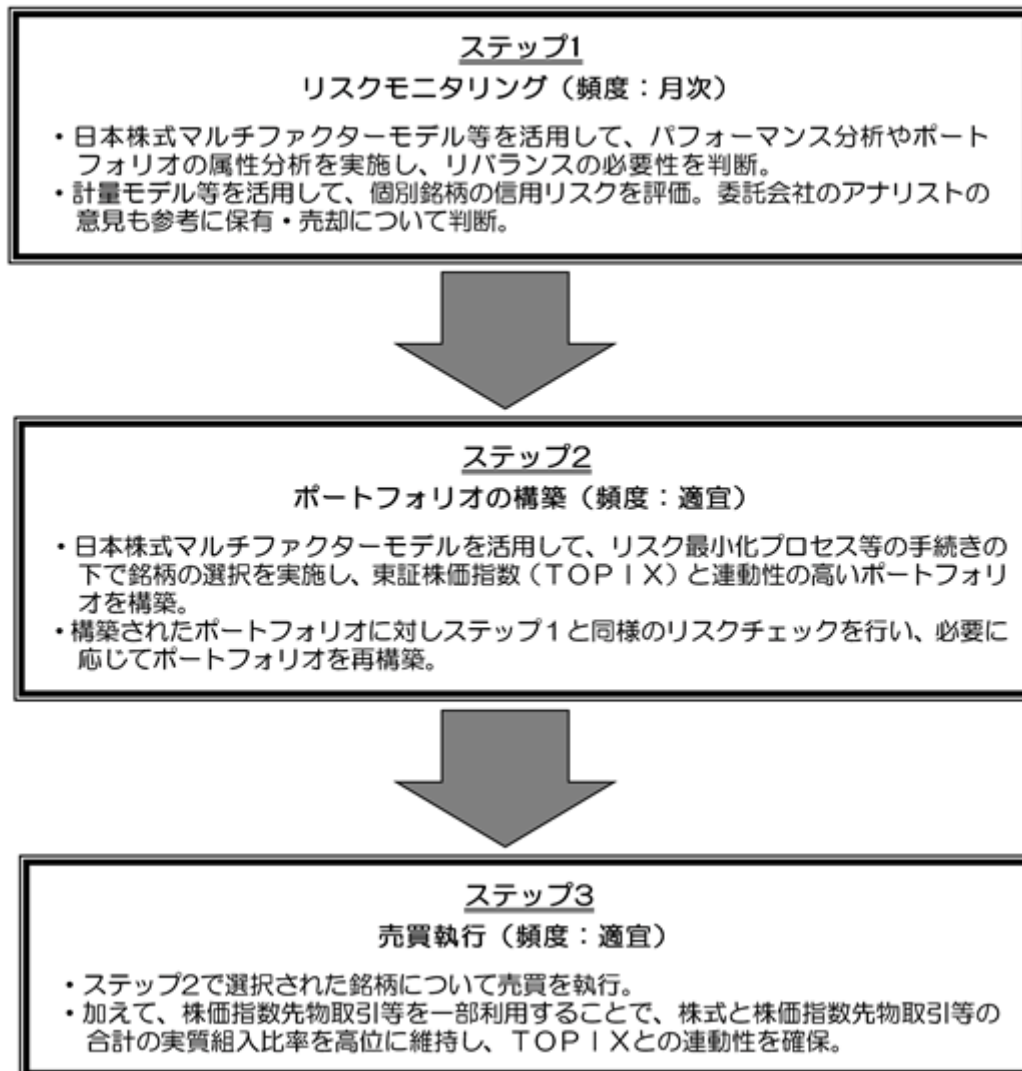 ステップ1
リスクモニタリング（頻度：月次）
・日本株式マルチファクターモデル等を活用して、パフォーマンス分析やポート
フォリオの属性分析を実施し、リバランスの必要性を判断。
・計量モデル等を活用して、個別銘柄の信用リスクを評価。委託会社のアナリストの
意見も参考に保有・売却について判断。
ステップ2
ポートフォリオの構築（頻度：適宜）
・日本株式マルチファクターモデルを活用して、リスク最小化プロセス等の手続きの
下で銘柄の選択を実施し、東証株価指数（ＴＯＰＩＸ）と連動性の高いポートフォリ
オを構築。
・構築されたポートフォリオに対しステップ１と同様のリスクチェックを行い、必要に
応じてポートフォリオを再構築。
ステップ3
売買執行（頻度：適宜）
・ステップ2で選択された銘柄について売買を執行。
・加えて、株価指数先物取引等を一部利用することで、株式と株価指数先物取引等の
合計の実質組入比率を高位に維持し、ＴＯＰＩＸとの連動性を確保。